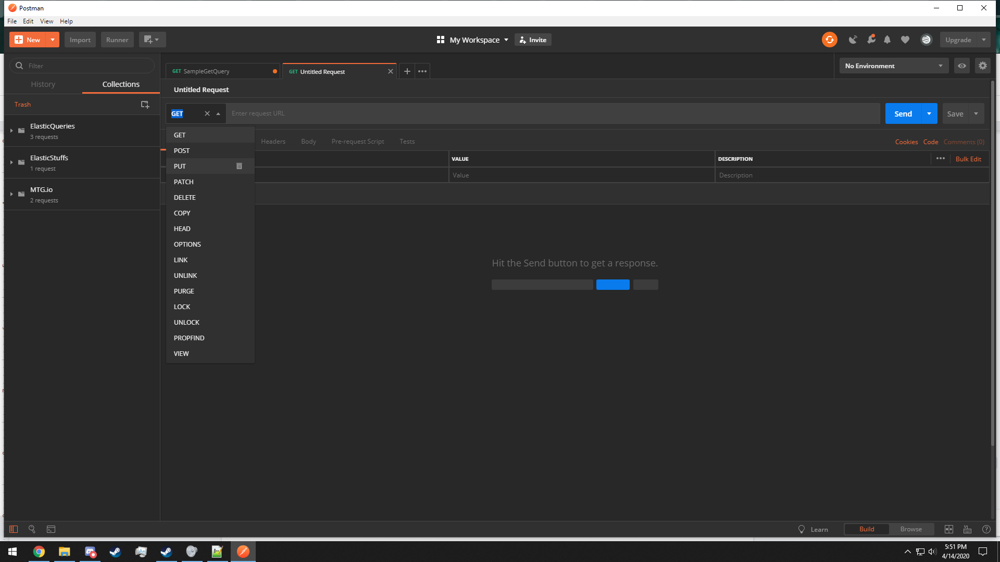 Postman
File Edit View Help
New Import Runner My Workspace Invite Upgrade
Filter
GET SampleGetQuery GET Untitled Request No Environment
History Collections
Untitled Request
Trash
GET Enter request URL Send Save
ElasticQueries
3 requests
ElasticStuffs
1 request
MTG.io
2 requests
Headers Body Pre-request Script Tests Cookies Code Comments (0)
VALUE DESCRIPTION Bulk Edit
Value Description
GET
POST
PUT
PATCH
DELETE
COPY
HEAD
OPTIONS
LINK
UNLINK
PURGE
LOCK
UNLOCK
PROPFIND
VIEW
Hit the Send button to get a response.
Learn Build Browse
5:51 PM
4/14/2020